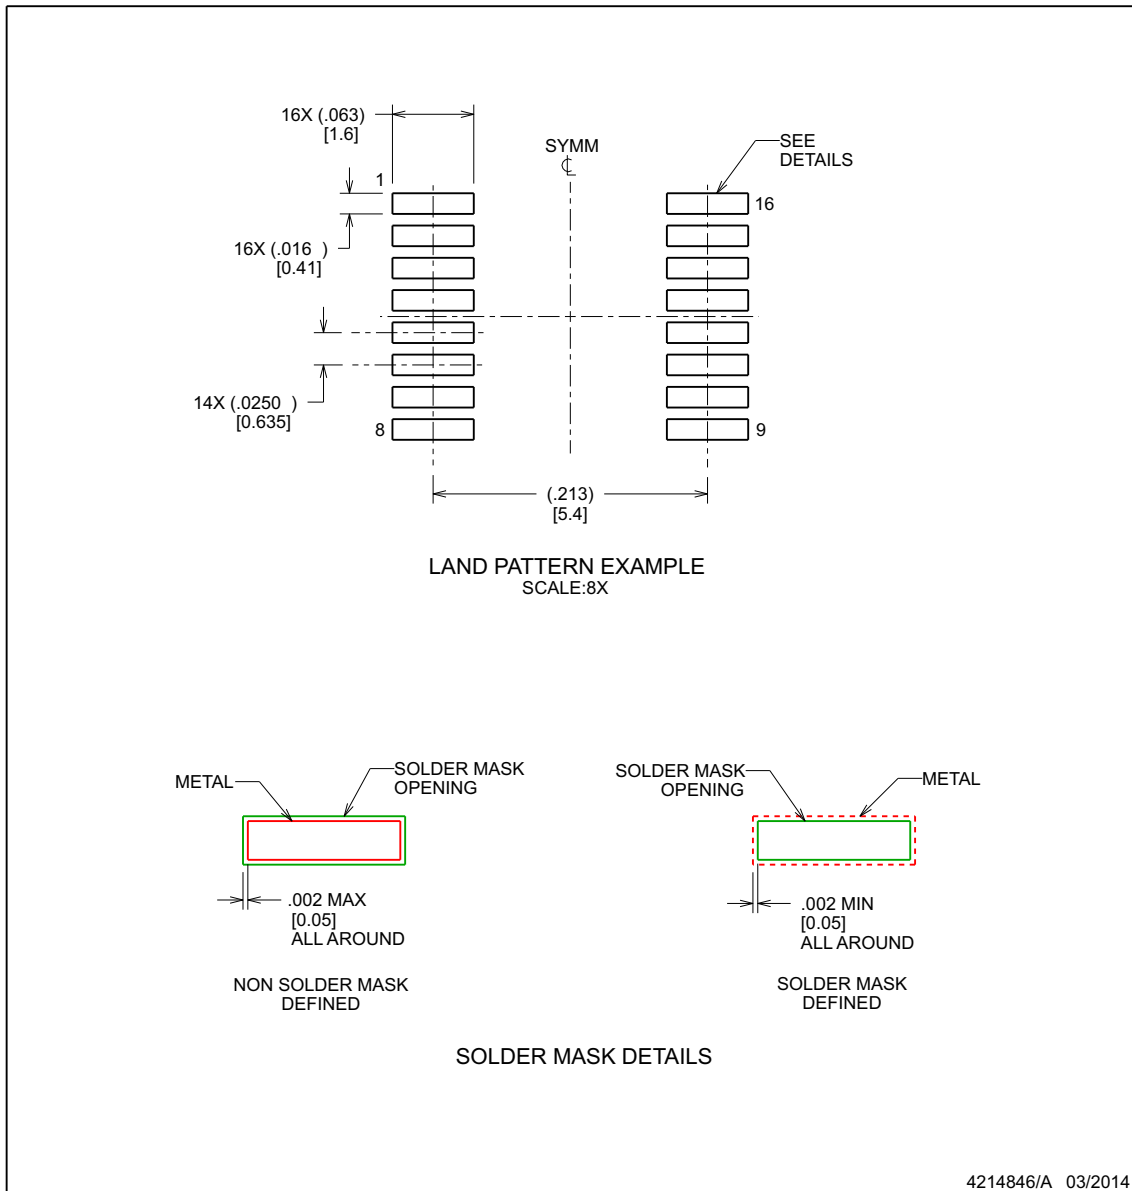 16X (.063)
[1.6]
SYMM
℄
SEE
DETAILS
1
16
16X (.016 )
[0.41]
14X (.0250 )
[0.635]
8
9
(.213)
[5.4]
LAND PATTERN EXAMPLE
SCALE:8X
METAL
SOLDER MASK
OPENING
SOLDER MASK
OPENING
METAL
.002 MAX
[0.05]
ALL AROUND
.002 MIN
[0.05]
ALL AROUND
NON SOLDER MASK
DEFINED
SOLDER MASK
DEFINED
SOLDER MASK DETAILS
4214846/A 03/2014